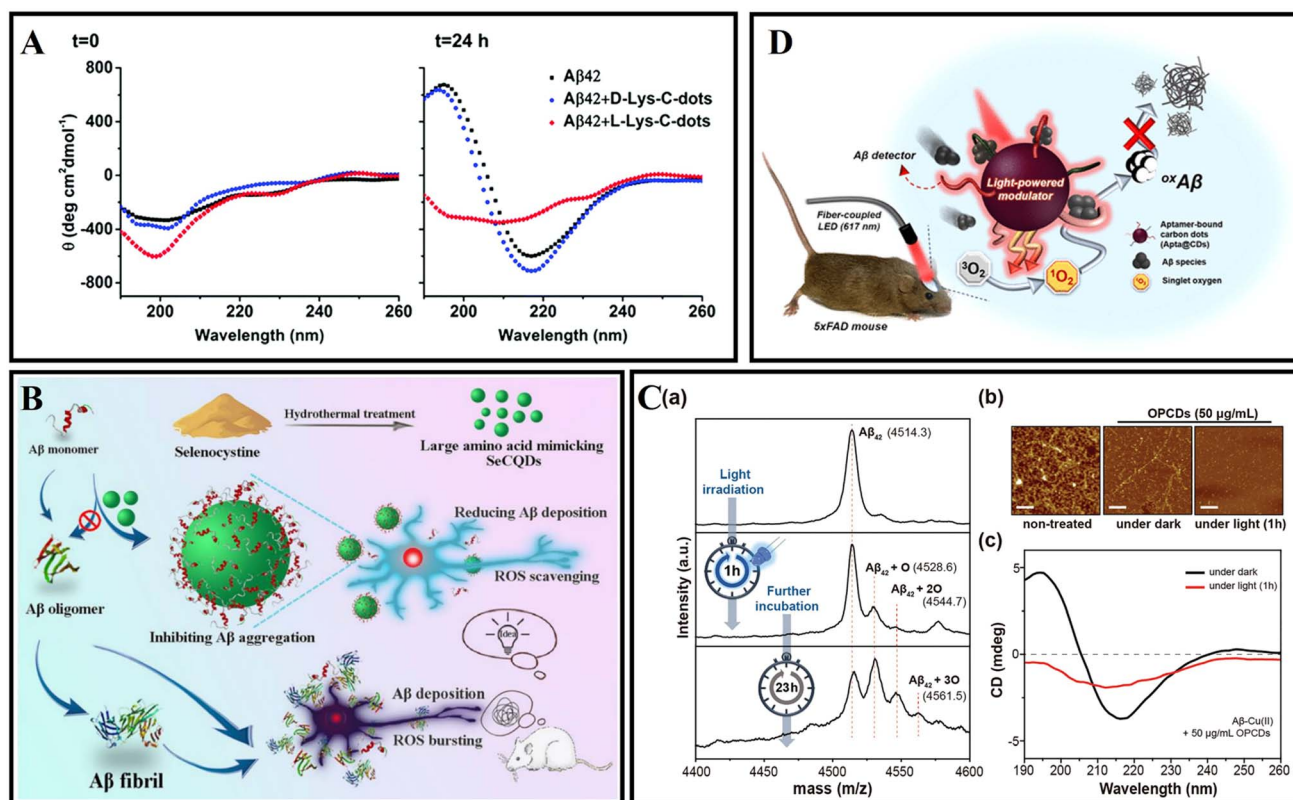 A
t=0
t=24 h
800
400
0
-400
-800
θ (deg cm²dmol⁻¹)
Aβ42
Aβ42+D-Lys-C-dots
Aβ42+L-Lys-C-dots
200 220 240 260
200 220 240 260
Wavelength (nm)
Wavelength (nm)
D
Aβ detector
Light-powered
modulator
oxAβ
Fiber-coupled
LED (617 nm)
³O₂
¹O₂
5xFAD mouse
Aptamer-bound
carbon dots
(Apta@CDs)
Aβ species
Singlet oxygen
B
Aβ monomer
Selenocystine
Hydrothermal treatment
Large amino acid mimicking
SeCQDs
Reducing Aβ deposition
ROS scavenging
Aβ oligomer
Inhibiting Aβ aggregation
idea
Aβ deposition
ROS bursting
Aβ fibril
C
(a)
Intensity (a.u.)
Aβ₄₂ (4514.3)
Light
irradiation
1h
Aβ₄₂ + O (4528.6)
Aβ₄₂ + 2O
(4544.7)
Further
incubation
23h
Aβ₄₂ + 3O
(4561.5)
4400 4450 4500 4550 4600
mass (m/z)
(b)
OPCDs (50 μg/mL)
non-treated
under dark
under light (1h)
(c)
under dark
under light (1h)
CD (mdeg)
5
0
-5
Aβ-Cu(II)
+ 50 μg/mL OPCDs
190 200 210 220 230 240 250 260
Wavelength (nm)